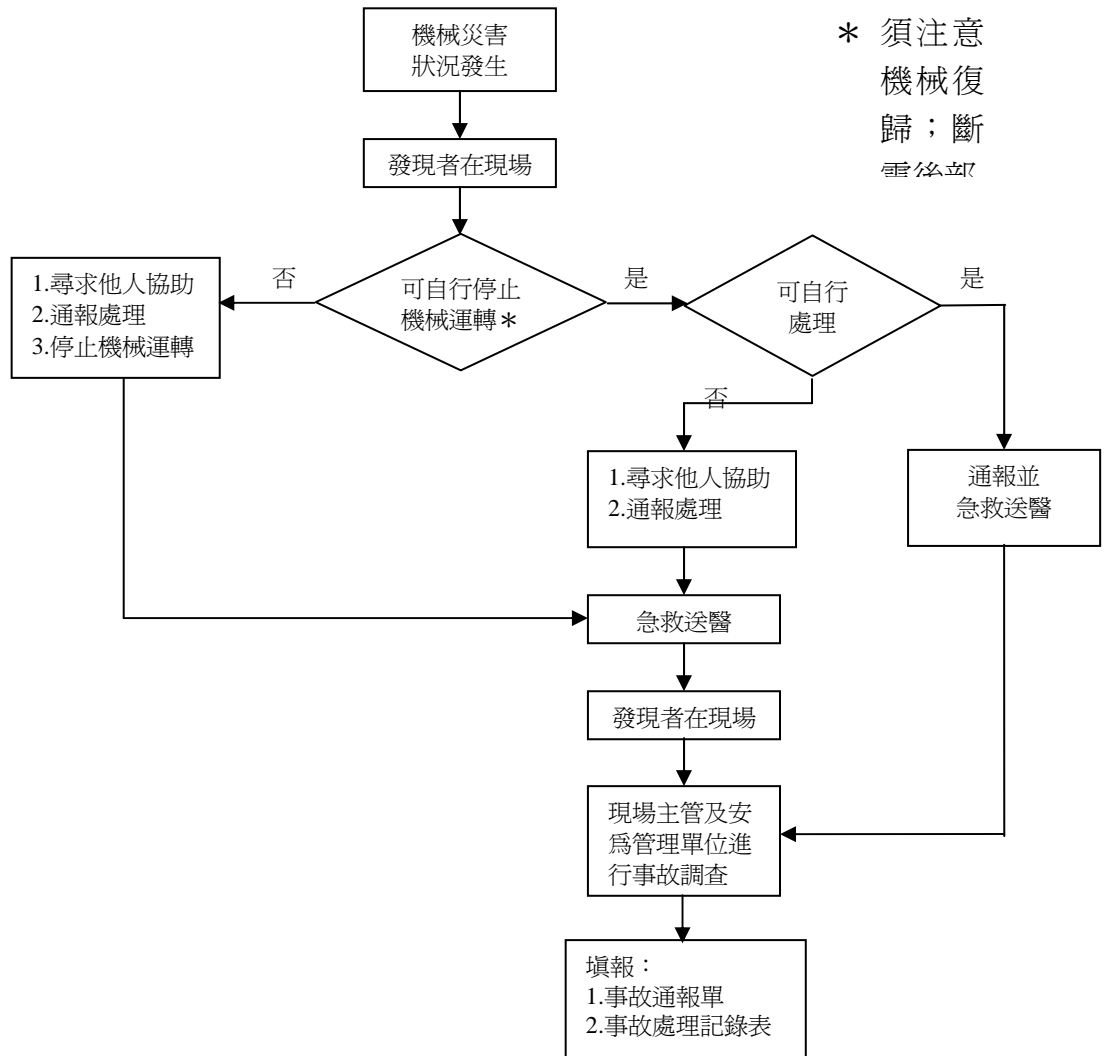 機械災害
狀況發生
＊ 須注意
機械復
歸；斷
電後部
發現者在現場
否
可自行停止
機械運轉＊
是
可自行
處理
是
1.尋求他人協助
2.通報處理
3.停止機械運轉
否
1.尋求他人協助
2.通報處理
通報並
急救送醫
急救送醫
發現者在現場
現場主管及安
為管理單位進
行事故調查
填報：
1.事故通報單
2.事故處理記錄表